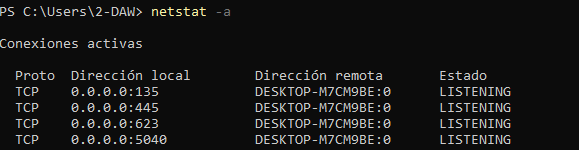 PS C:\Users\2-DAW> netstat -a
Conexiones activas
Proto Dirección local Dirección remota Estado
TCP 0.0.0.0:135 DESKTOP-M7CM9BE:0 LISTENING
TCP 0.0.0.0:445 DESKTOP-M7CM9BE:0 LISTENING
TCP 0.0.0.0:623 DESKTOP-M7CM9BE:0 LISTENING
TCP 0.0.0.0:5040 DESKTOP-M7CM9BE:0 LISTENING